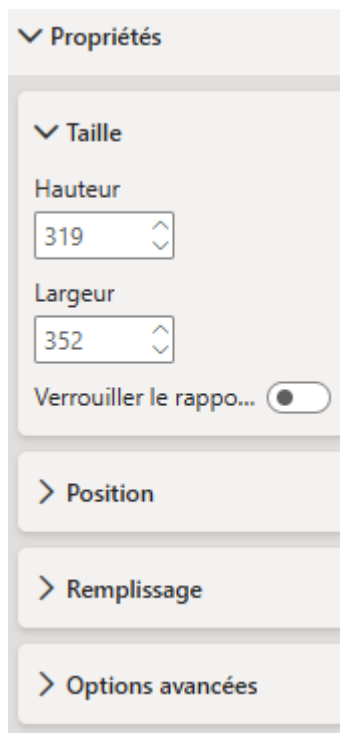 Propriétés
Taille
Hauteur
319
Largeur
352
Verrouiller le rappo...
Position
Remplissage
Options avancées